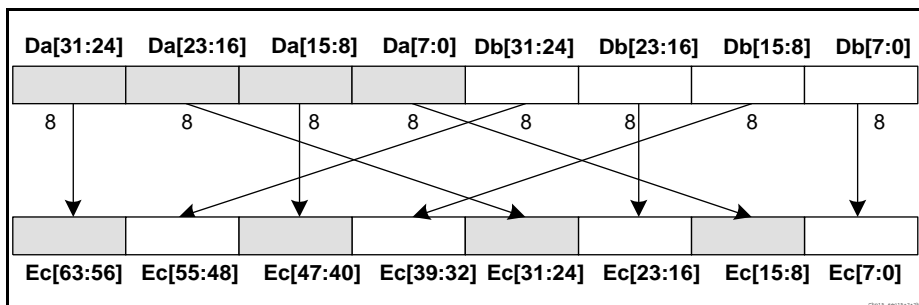 Da[31:24] Da[23:16] Da[15:8] Da[7:0] Db[31:24] Db[23:16] Db[15:8] Db[7:0]
8 8 8 8 8 8 8 8
Ec[63:56] Ec[55:48] Ec[47:40] Ec[39:32] Ec[31:24] Ec[23:16] Ec[15:8] Ec[7:0]